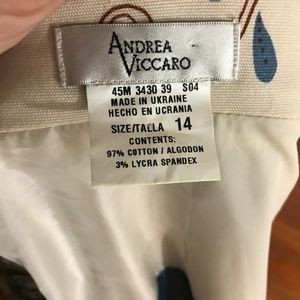 ANDREA
VICCARO
45M 3430 39 S04
MADE IN UKRAINE
HECHO EN UCRANIA
SIZE/TALLA 14
CONTENTS:
97% COTTON / ALGODON
3% LYCRA SPANDEX